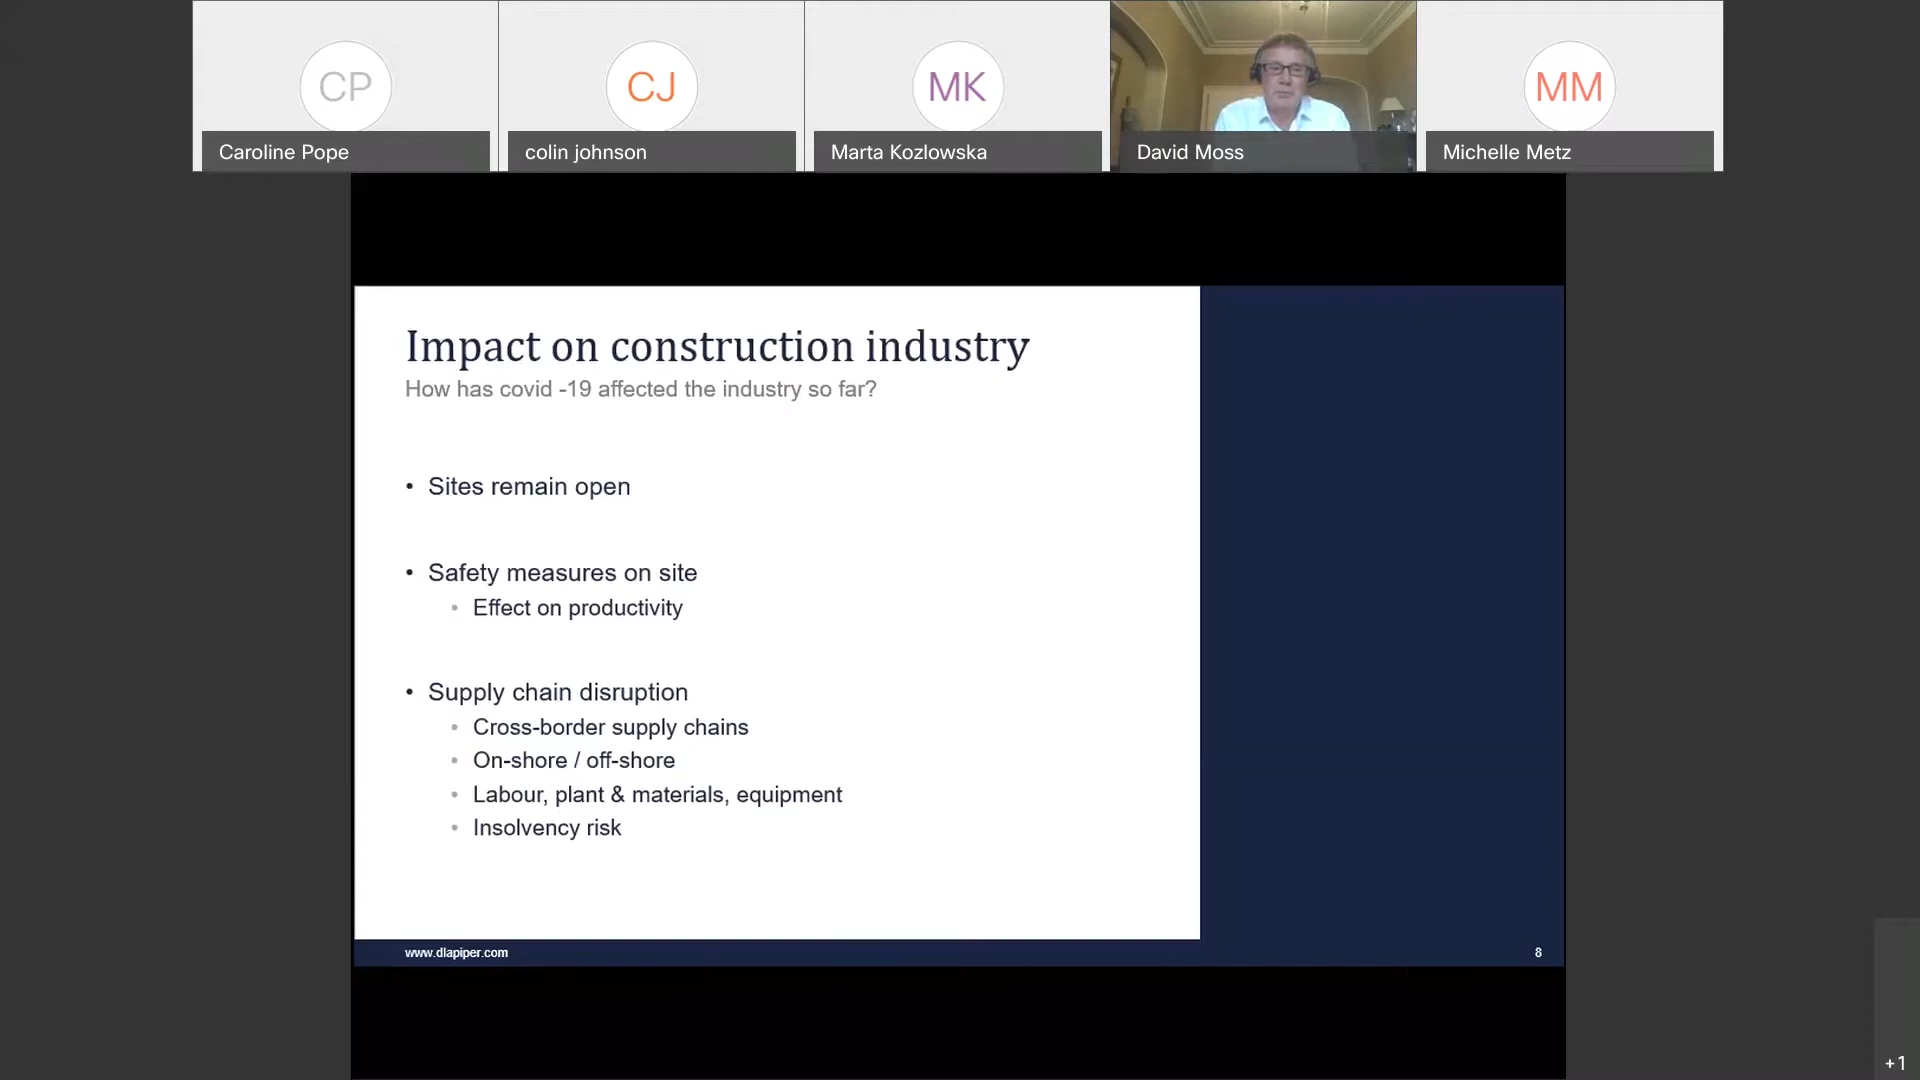 CP
CJ
MK
MM
Caroline Pope
colin johnson
Marta Kozlowska
David Moss
Michelle Metz
Impact on construction industry
How has covid -19 affected the industry so far?
• Sites remain open
• Safety measures on site
• Effect on productivity
• Supply chain disruption
• Cross-border supply chains
• On-shore / off-shore
• Labour, plant & materials, equipment
• Insolvency risk
www.dlapiper.com
8
+1